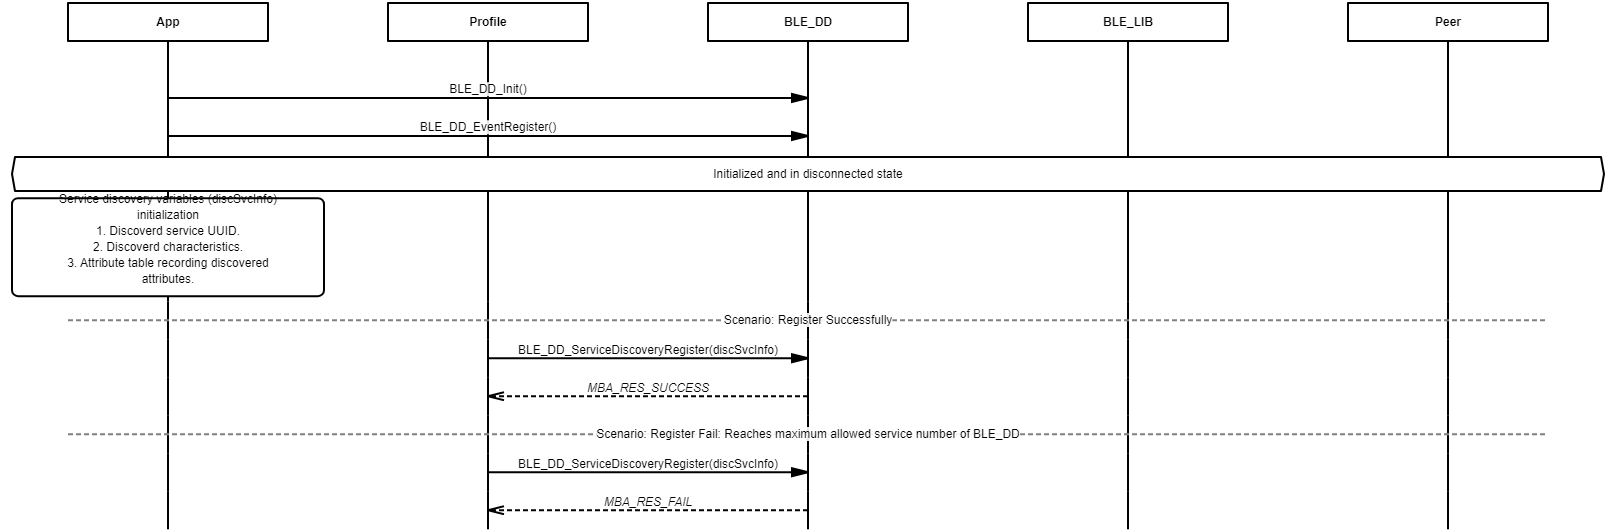 App
Profile
BLE_DD
BLE_LIB
Peer
BLE_DD_Init()
BLE_DD_EventRegister()
Initialized and in disconnected state
Service discovery variables (discSvcInfo)
initialization
1. Discoverd service UUID.
2. Discoverd characteristics.
3. Attribute table recording discovered
attributes.
Scenario: Register Successfully
BLE_DD_ServiceDiscoveryRegister(discSvcInfo)
MBA_RES_SUCCESS
Scenario: Register Fail: Reaches maximum allowed service number of BLE_DD
BLE_DD_ServiceDiscoveryRegister(discSvcInfo)
MBA_RES_FAIL